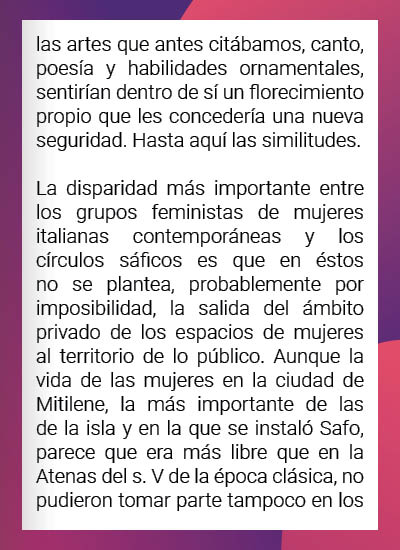 las artes que antes citábamos, canto,
poesía y habilidades ornamentales,
sentirían dentro de sí un florecimiento
propio que les concedería una nueva
seguridad. Hasta aquí las similitudes.
La disparidad más importante entre
los grupos feministas de mujeres
italianas contemporáneas y los
círculos sáficos es que en éstos
no se plantea, probablemente por
imposibilidad, la salida del ámbito
privado de los espacios de mujeres
al territorio de lo público. Aunque la
vida de las mujeres en la ciudad de
Mitilene, la más importante de las
de la isla y en la que se instaló Safo,
parece que era más libre que en la
Atenas del s. V de la época clásica, no
pudieron tomar parte tampoco en los